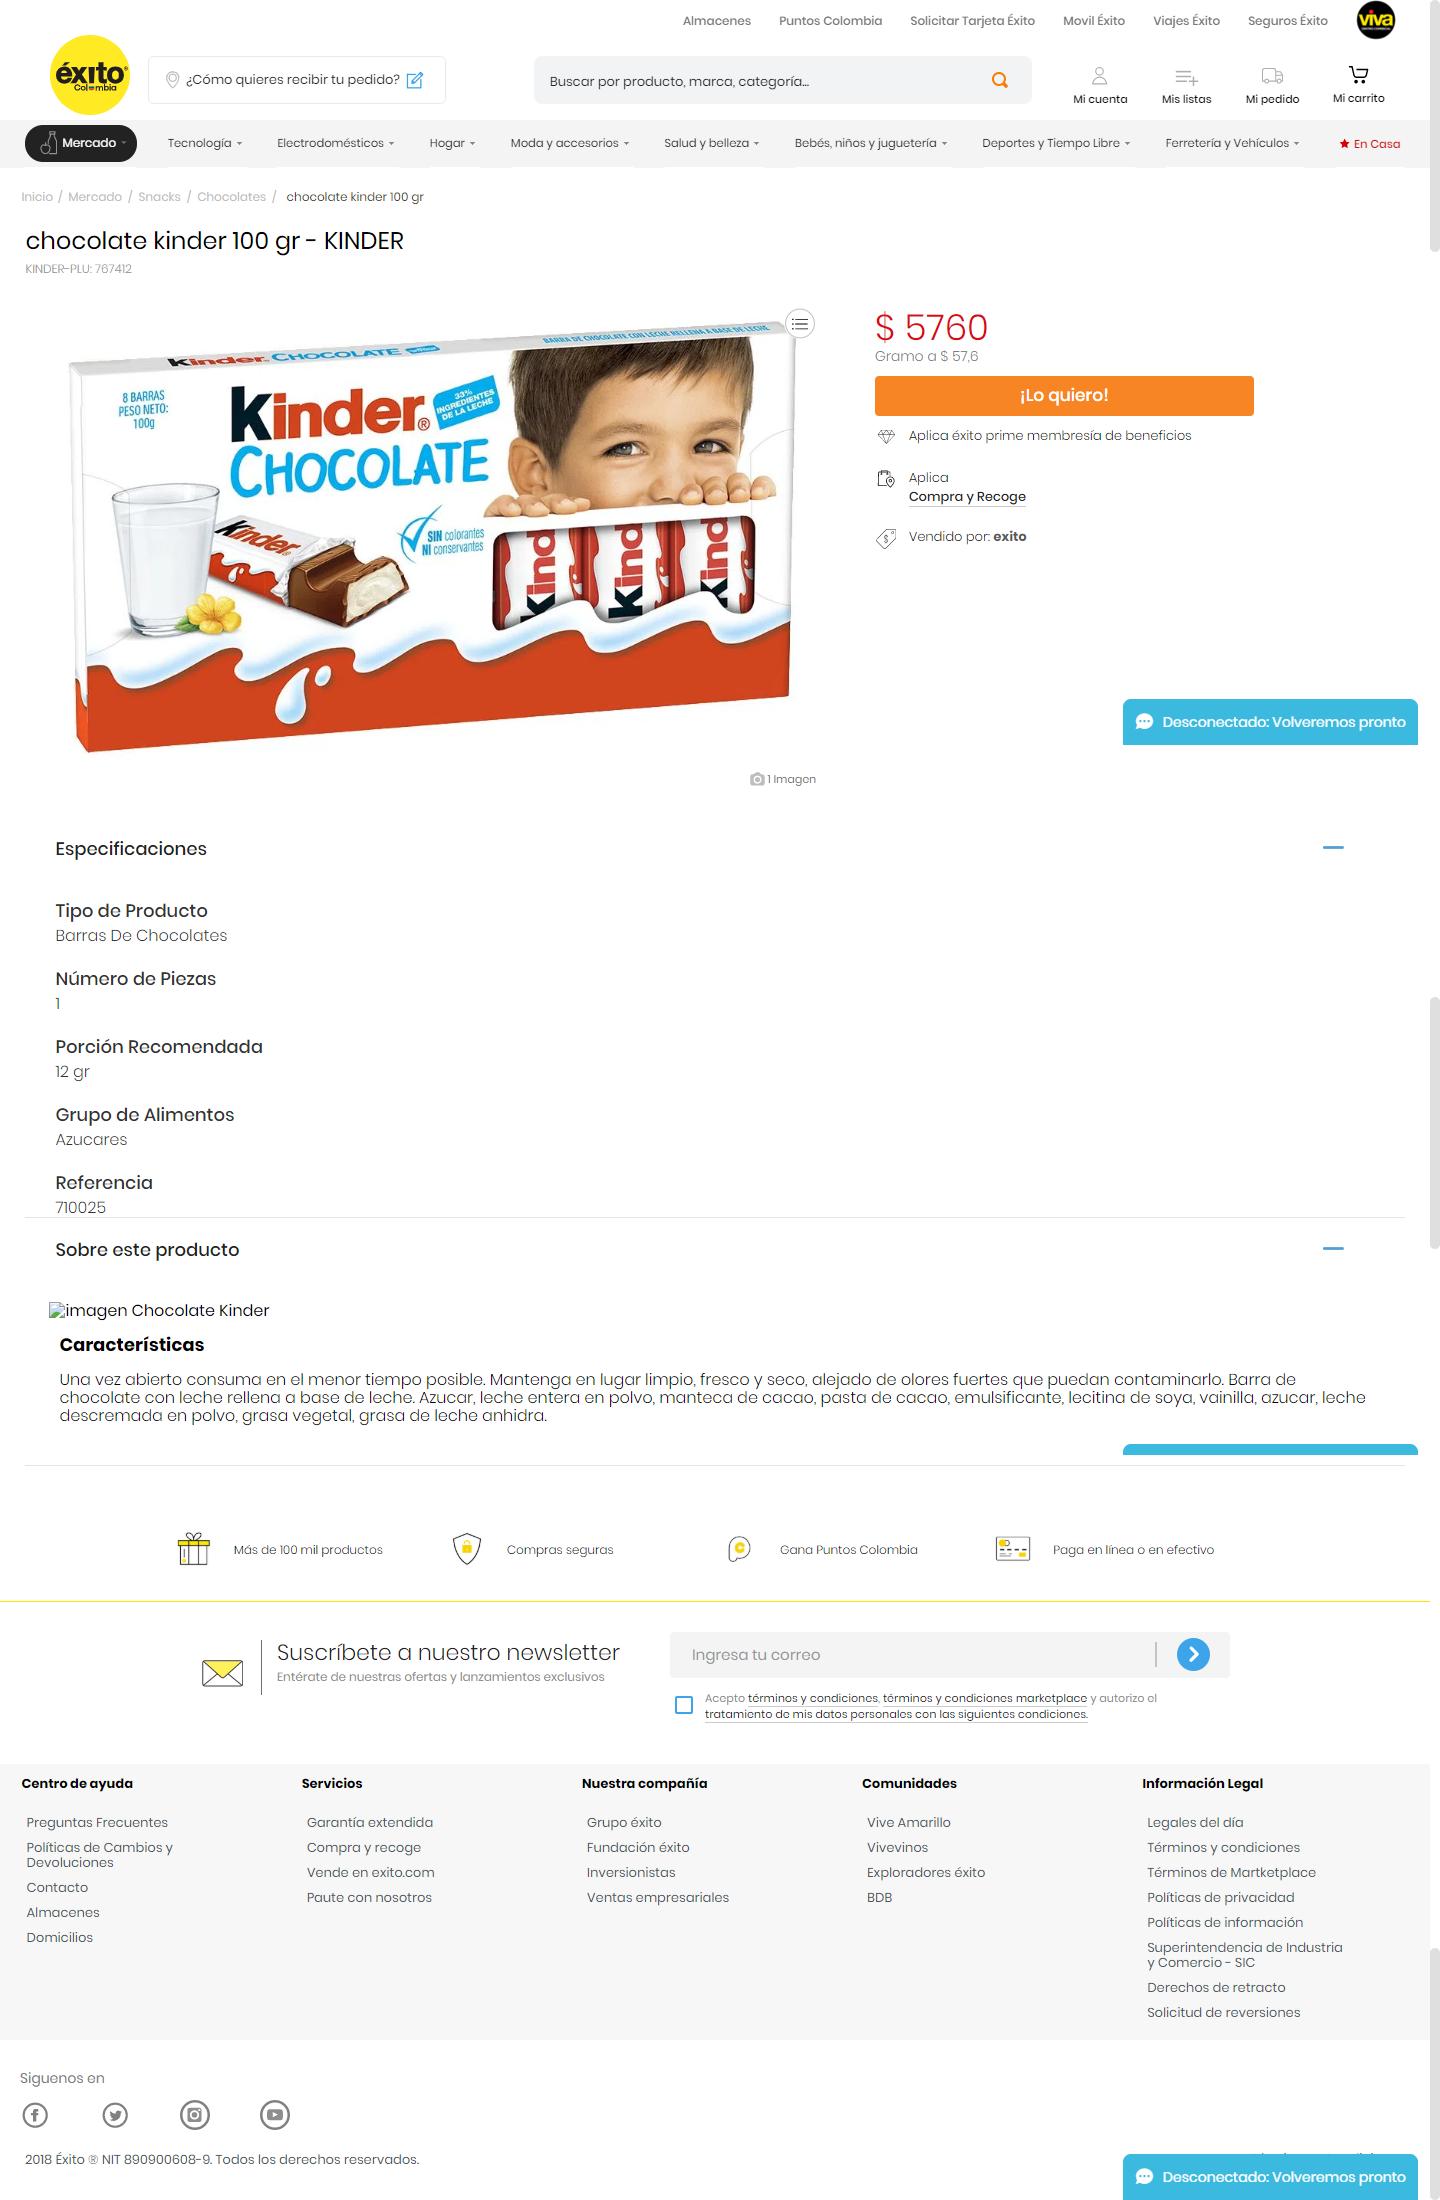 Almacenes Puntos Colombia Solicitar Tarjeta Éxito Movil Éxito Viajes Éxito Seguros Éxito viva
éxito
Colombia
¿Cómo quieres recibir tu pedido?
Buscar por producto, marca, categoría...
Mi cuenta Mis listas Mi pedido Mi carrito
Mercado Tecnología Electrodomésticos Hogar Moda y accesorios Salud y belleza Bebés, niños y juguetería Deportes y Tiempo Libre Ferretería y Vehículos En Casa
Inicio / Mercado / Snacks / Chocolates / chocolate kinder 100 gr
chocolate kinder 100 gr - KINDER
KINDER-PLU: 767412
Kinder CHOCOLATE
BARRA DE CHOCOLATE CON LECHE RELLENA A BASE DE LECHE
8 BARRAS
PESO NETO:
100g
Kinder®
CHOCOLATE
33%
INGREDIENTES
DE LA LECHE
SIN colorantes
NI conservantes
Kinder
Kind
Kind
Kind
1 Imagen
$ 5760
Gramo a $ 57,6
¡Lo quiero!
Aplica éxito prime membresía de beneficios
Aplica
Compra y Recoge
Vendido por: exito
Desconectado: Volveremos pronto
Especificaciones
Tipo de Producto
Barras De Chocolates
Número de Piezas
1
Porción Recomendada
12 gr
Grupo de Alimentos
Azucares
Referencia
710025
Sobre este producto
imagen Chocolate Kinder
Características
Una vez abierto consuma en el menor tiempo posible. Mantenga en lugar limpio, fresco y seco, alejado de olores fuertes que puedan contaminarlo. Barra de
chocolate con leche rellena a base de leche. Azucar, leche entera en polvo, manteca de cacao, pasta de cacao, emulsificante, lecitina de soya, vainilla, azucar, leche
descremada en polvo, grasa vegetal, grasa de leche anhidra.
Más de 100 mil productos Compras seguras Gana Puntos Colombia Paga en línea o en efectivo
Suscríbete a nuestro newsletter
Entérate de nuestras ofertas y lanzamientos exclusivos
Ingresa tu correo
Acepto términos y condiciones, términos y condiciones marketplace y autorizo el
tratamiento de mis datos personales con las siguientes condiciones.
Centro de ayuda
Preguntas Frecuentes
Políticas de Cambios y
Devoluciones
Contacto
Almacenes
Domicilios
Servicios
Garantía extendida
Compra y recoge
Vende en exito.com
Paute con nosotros
Nuestra compañía
Grupo éxito
Fundación éxito
Inversionistas
Ventas empresariales
Comunidades
Vive Amarillo
Vivevinos
Exploradores éxito
BDB
Información Legal
Legales del día
Términos y condiciones
Términos de Martketplace
Políticas de privacidad
Políticas de información
Superintendencia de Industria
y Comercio - SIC
Derechos de retracto
Solicitud de reversiones
Siguenos en
2018 Éxito ® NIT 890900608-9. Todos los derechos reservados.
Desconectado: Volveremos pronto